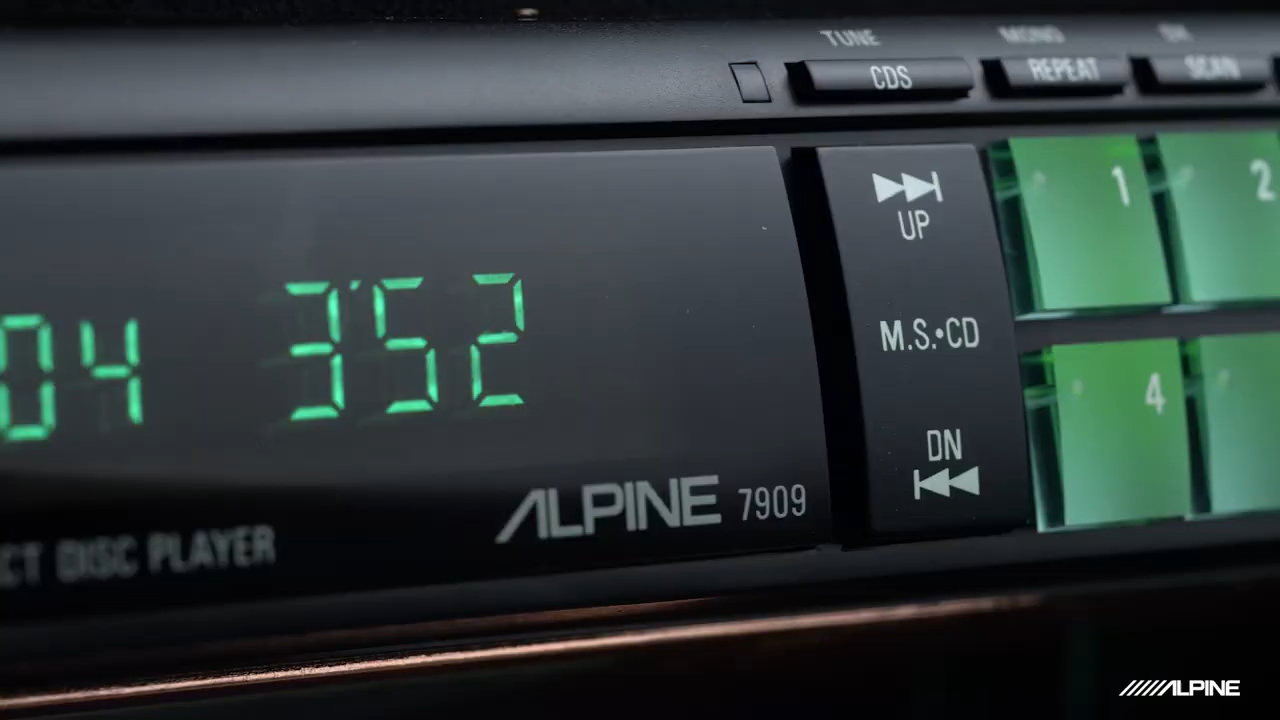 TUNE MONO
CDS REPEAT SCAN
UP
1 2
04 3'52
M.S.•CD
4
DN
ALPINE 7909
CT DISC PLAYER
ALPINE